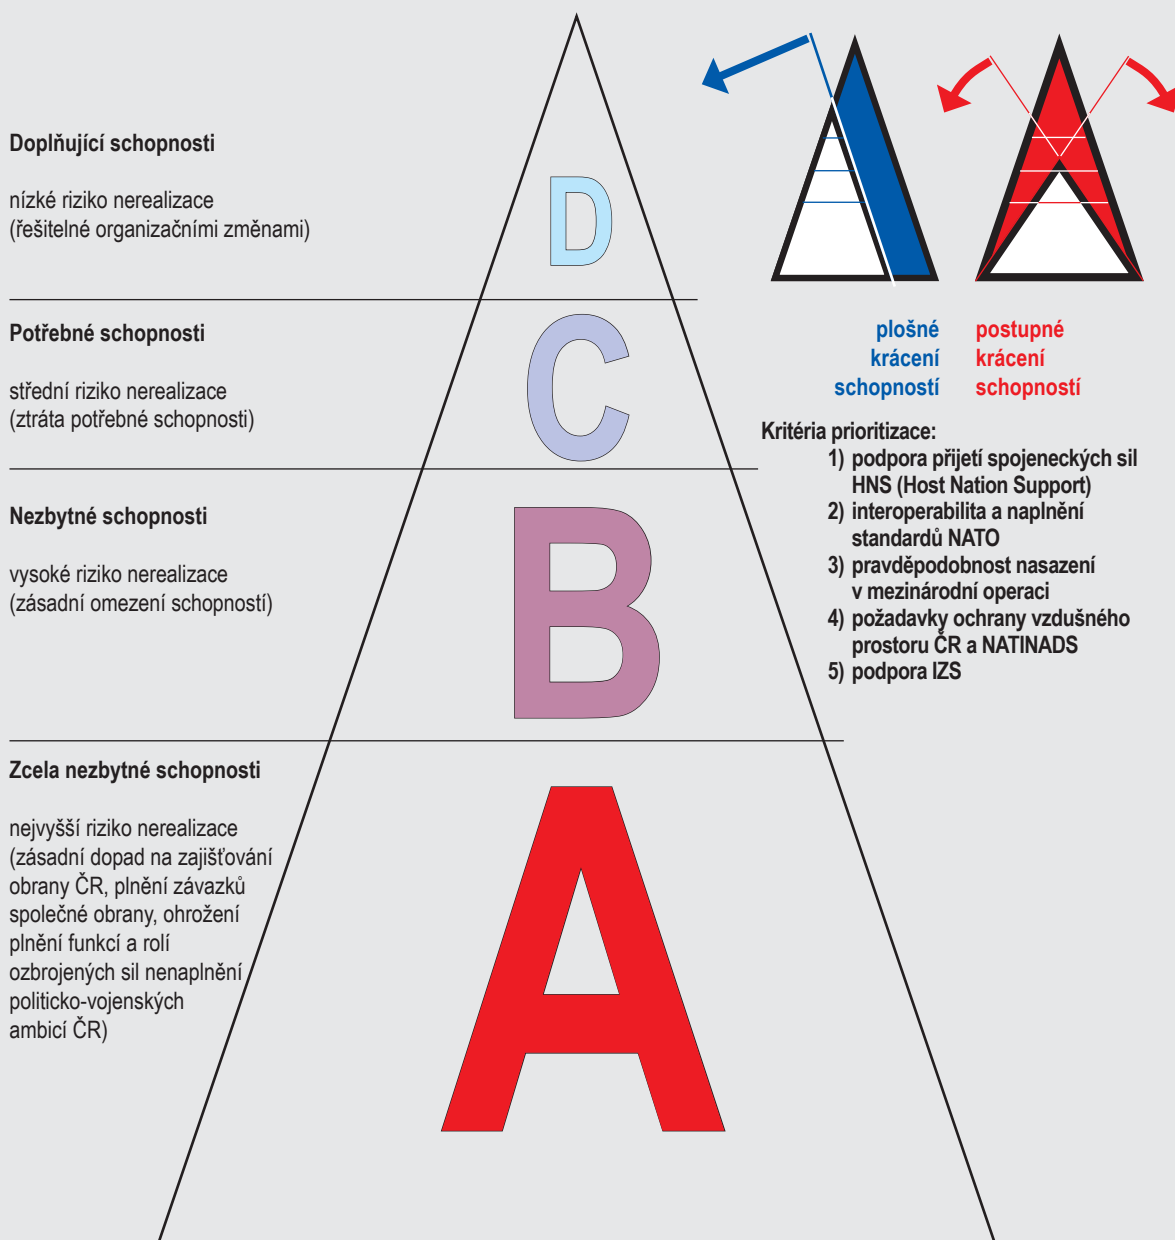 Doplňující schopnosti
nízké riziko nerealizace
(řešitelné organizačními změnami)
D
Potřebné schopnosti
střední riziko nerealizace
(ztráta potřebné schopnosti)
C
Nezbytné schopnosti
vysoké riziko nerealizace
(zásadní omezení schopností)
B
Zcela nezbytné schopnosti
nejvyšší riziko nerealizace
(zásadní dopad na zajišťování
obrany ČR, plnění závazků
společné obrany, ohrožení
plnění funkcí a rolí
ozbrojených sil nenaplnění
politicko-vojenských
ambicí ČR)
A
plošné
krácení
schopností
postupné
krácení
schopností
Kritéria prioritizace:
1) podpora přijetí spojeneckých sil
HNS (Host Nation Support)
2) interoperabilita a naplnění
standardů NATO
3) pravděpodobnost nasazení
v mezinárodní operaci
4) požadavky ochrany vzdušného
prostoru ČR a NATINADS
5) podpora IZS